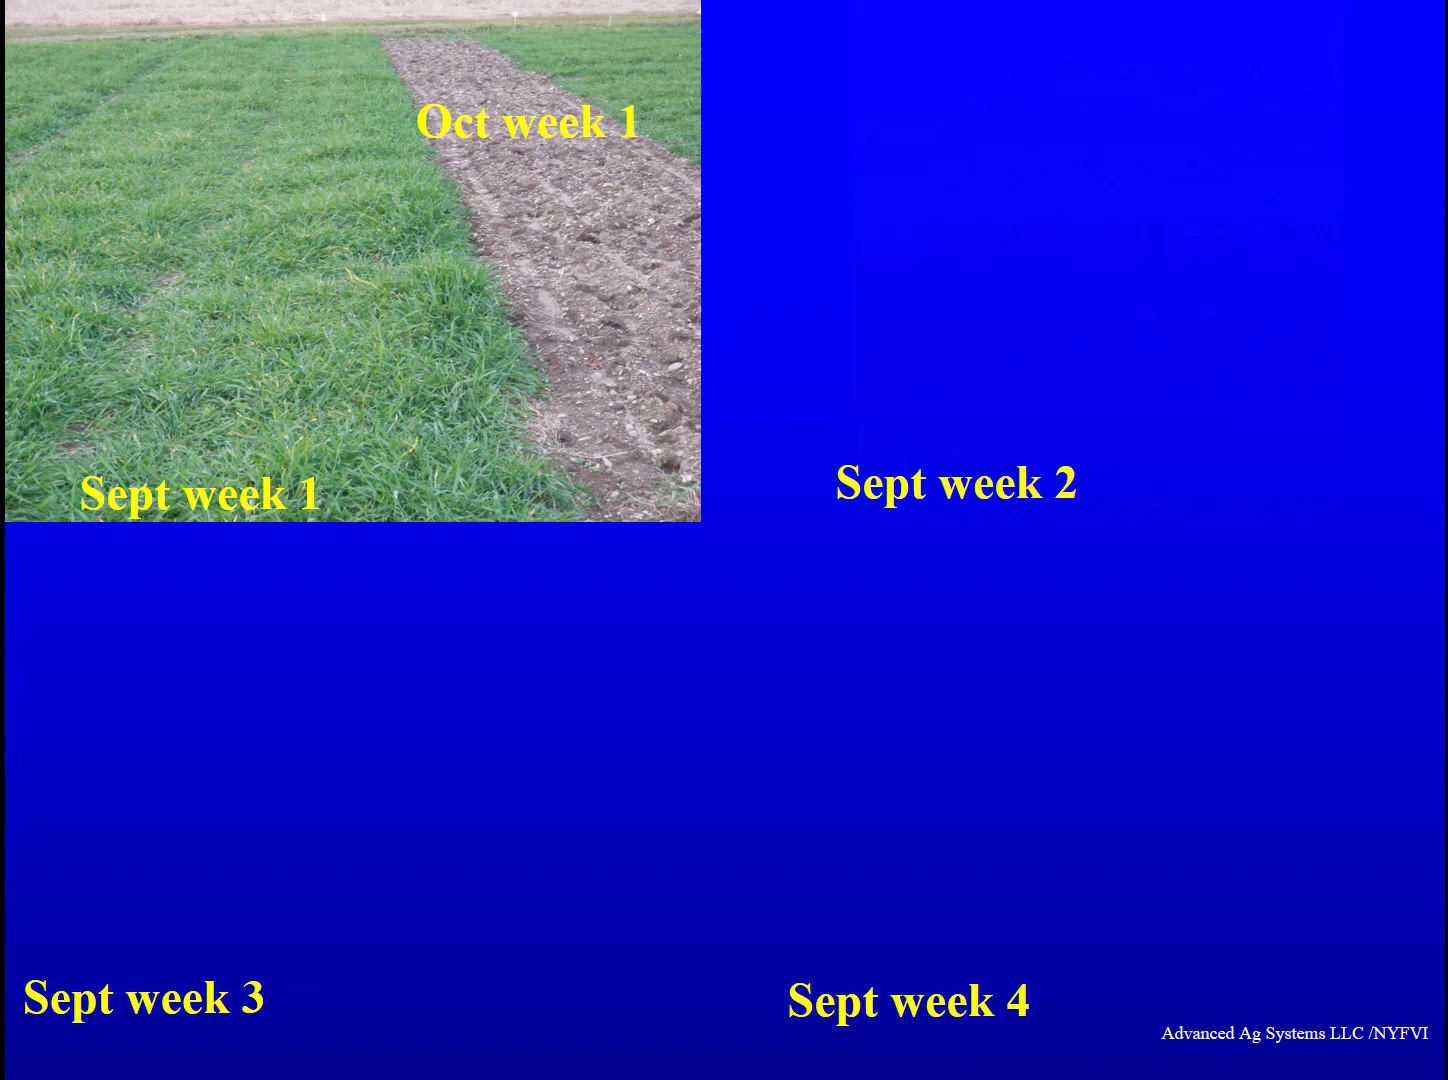 Oct week 1
Sept week 1
Sept week 2
Sept week 3
Sept week 4
Advanced Ag Systems LLC /NYFVI